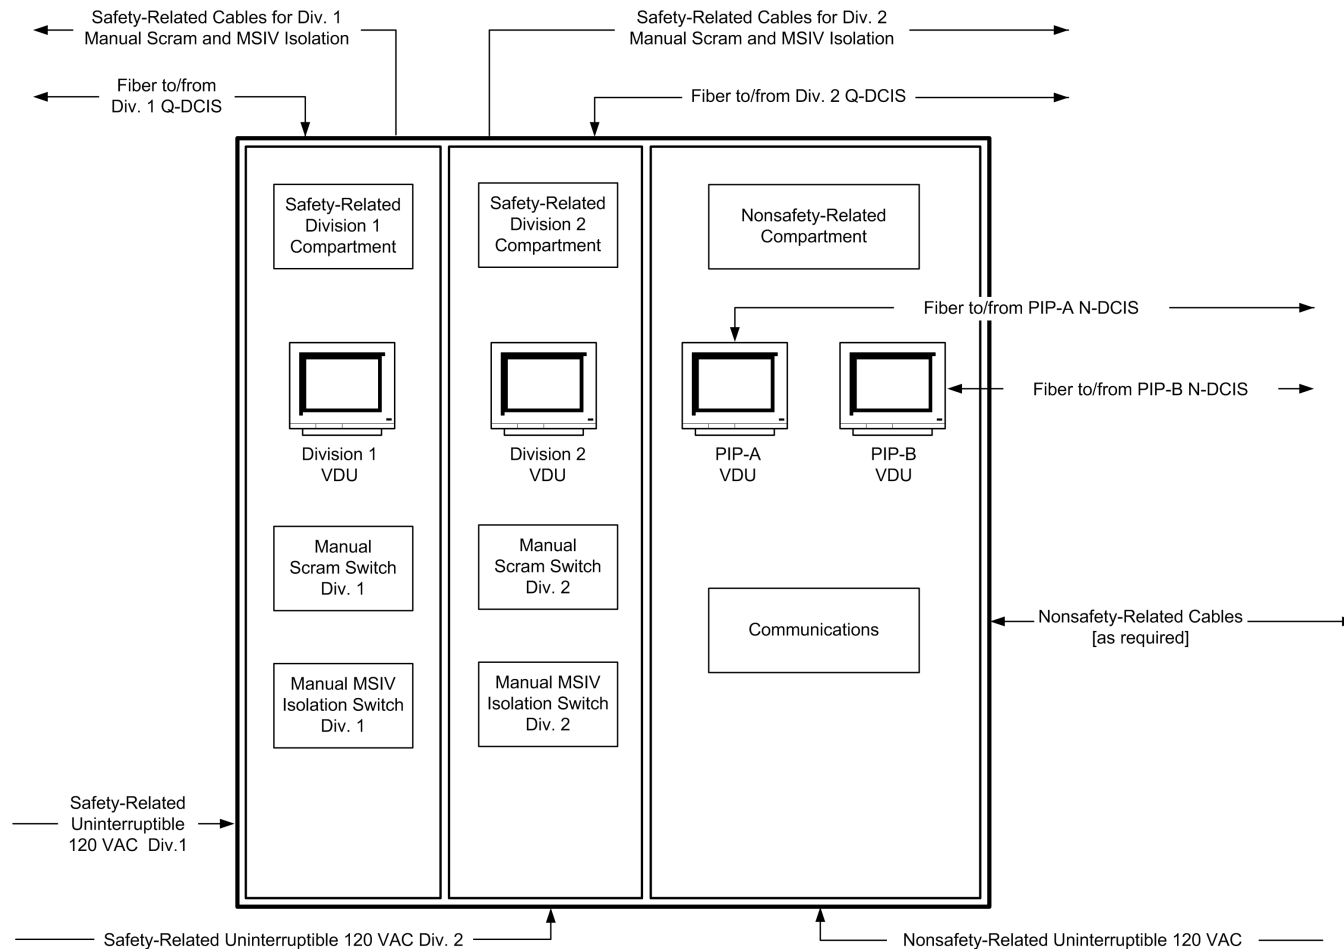 Safety-Related Cables for Div. 1
Manual Scram and MSIV Isolation
Safety-Related Cables for Div. 2
Manual Scram and MSIV Isolation
Fiber to/from
Div. 1 Q-DCIS
Fiber to/from Div. 2 Q-DCIS
Safety-Related
Division 1
Compartment
Safety-Related
Division 2
Compartment
Nonsafety-Related
Compartment
Fiber to/from PIP-A N-DCIS
Fiber to/from PIP-B N-DCIS
Division 1
VDU
Division 2
VDU
PIP-A
VDU
PIP-B
VDU
Manual
Scram Switch
Div. 1
Manual
Scram Switch
Div. 2
Communications
Nonsafety-Related Cables
[as required]
Manual MSIV
Isolation Switch
Div. 1
Manual MSIV
Isolation Switch
Div. 2
Safety-Related
Uninterruptible
120 VAC Div.1
Safety-Related Uninterruptible 120 VAC Div. 2
Nonsafety-Related Uninterruptible 120 VAC